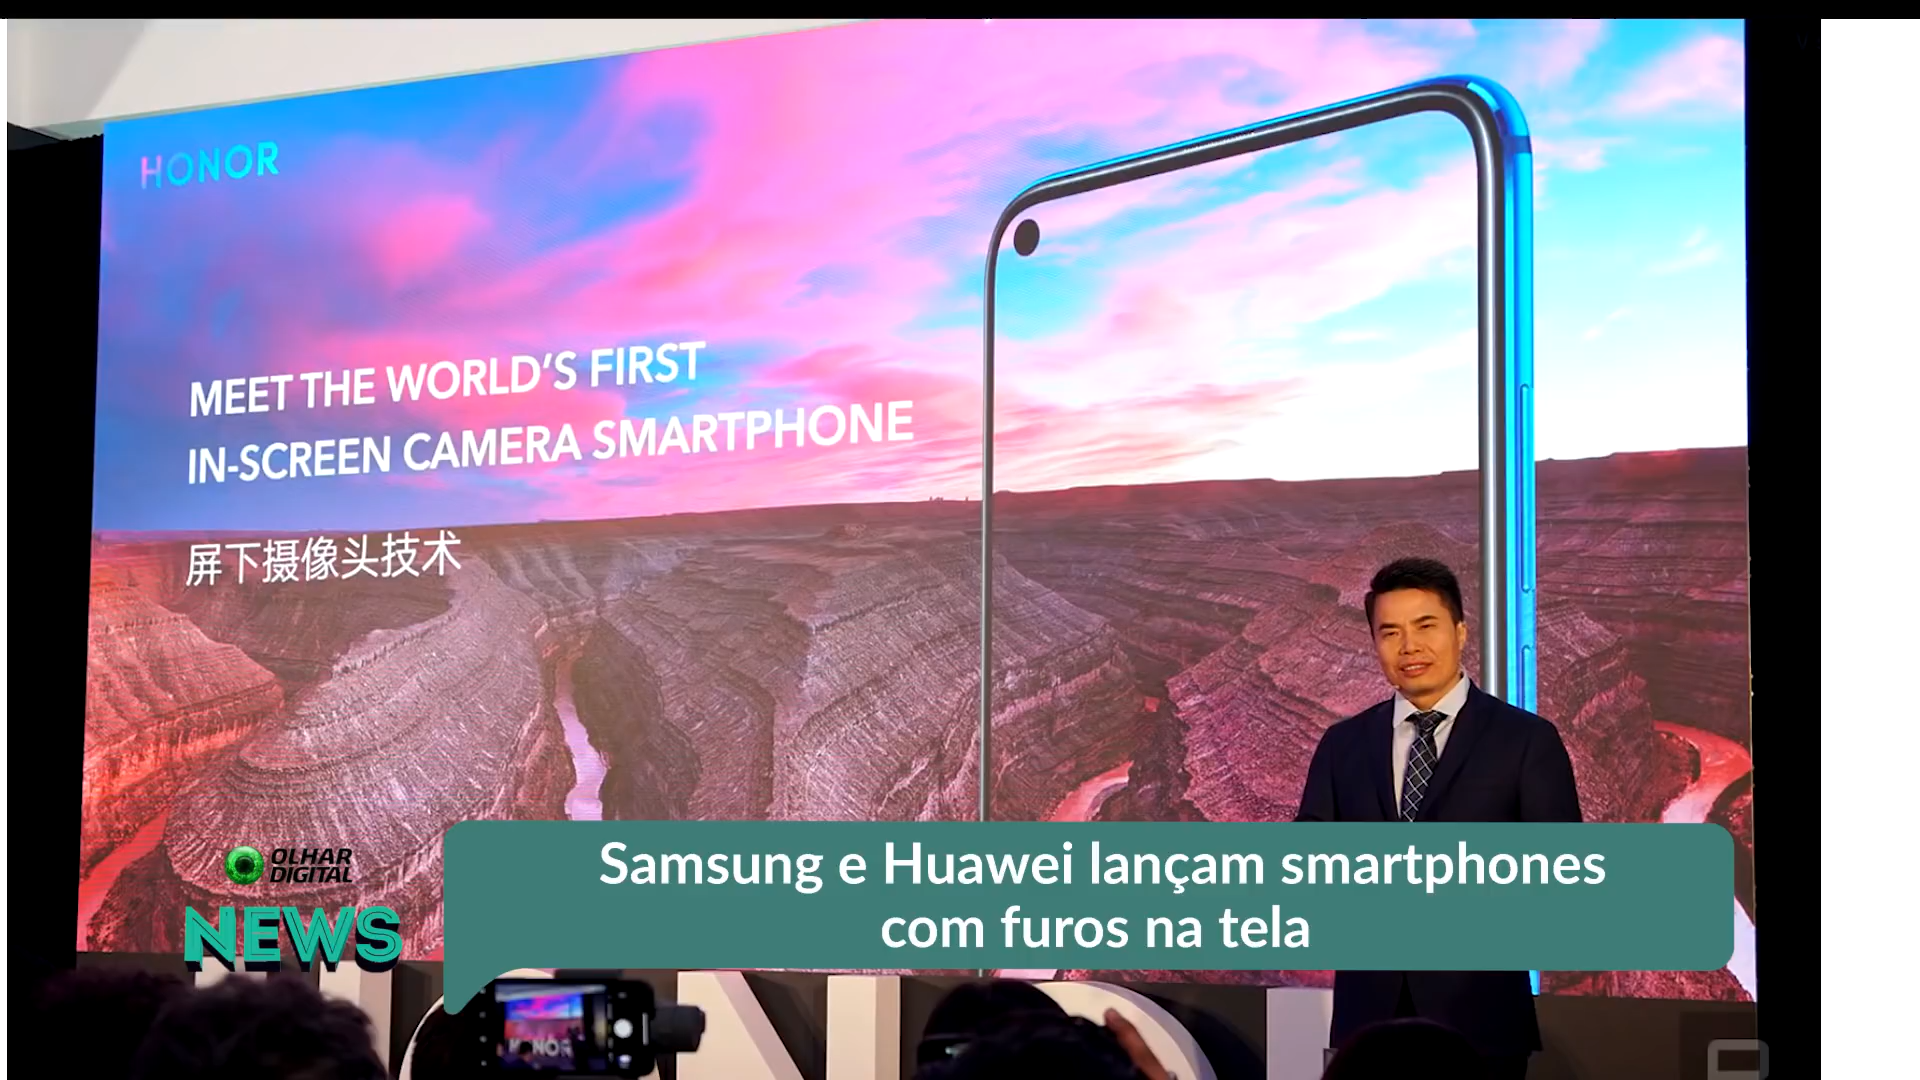 HONOR
MEET THE WORLD'S FIRST
IN-SCREEN CAMERA SMARTPHONE
屏下摄像头技术
OLHAR
DIGITAL
NEWS
Samsung e Huawei lançam smartphones
com furos na tela
HONOR